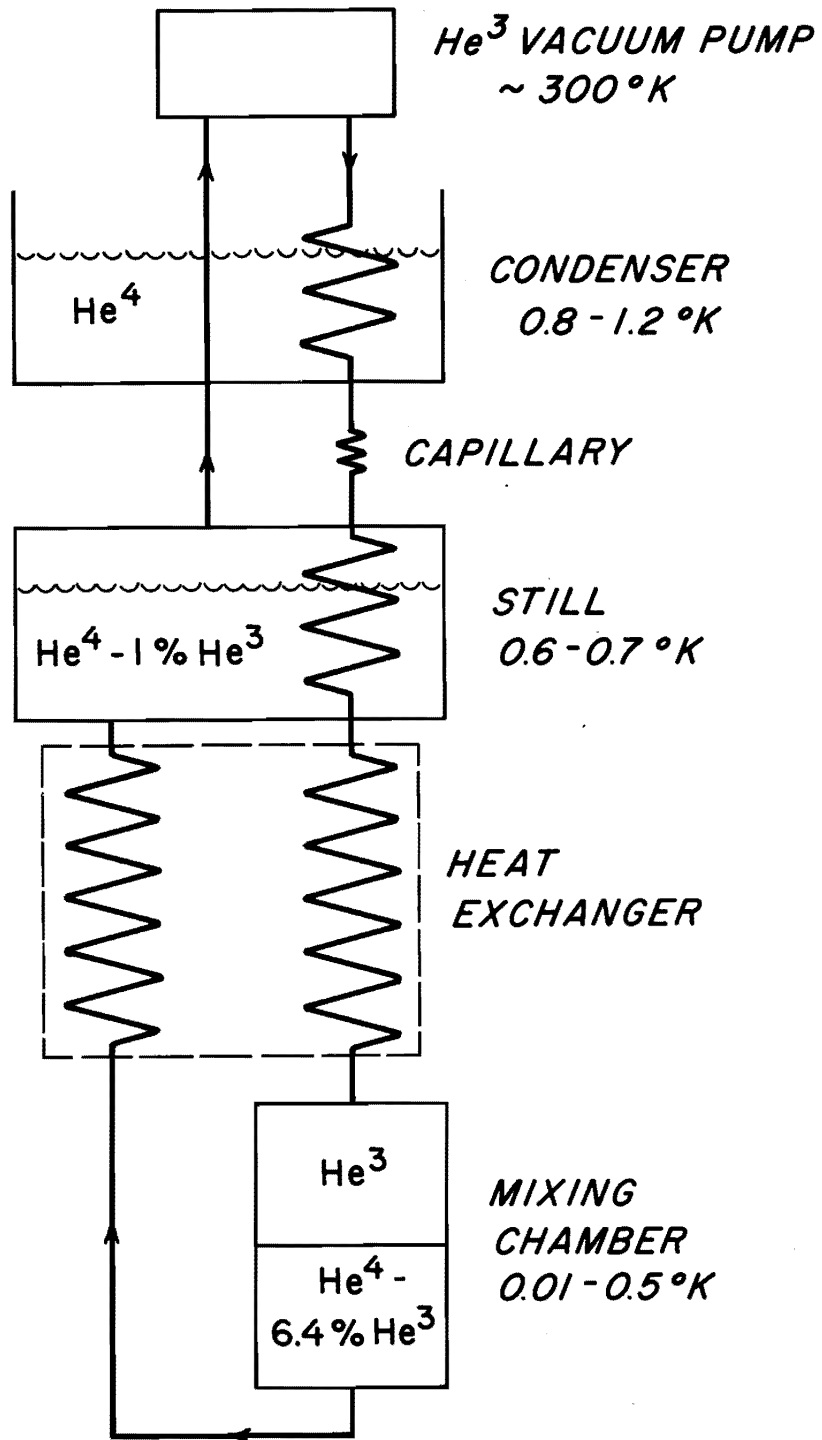 He³ VACUUM PUMP
~ 300 °K
He⁴
CONDENSER
0.8 - 1.2 °K
CAPILLARY
He⁴ - 1 % He³
STILL
0.6 - 0.7 °K
HEAT
EXCHANGER
He³
He⁴ -
6.4 % He³
MIXING
CHAMBER
0.01 - 0.5 °K